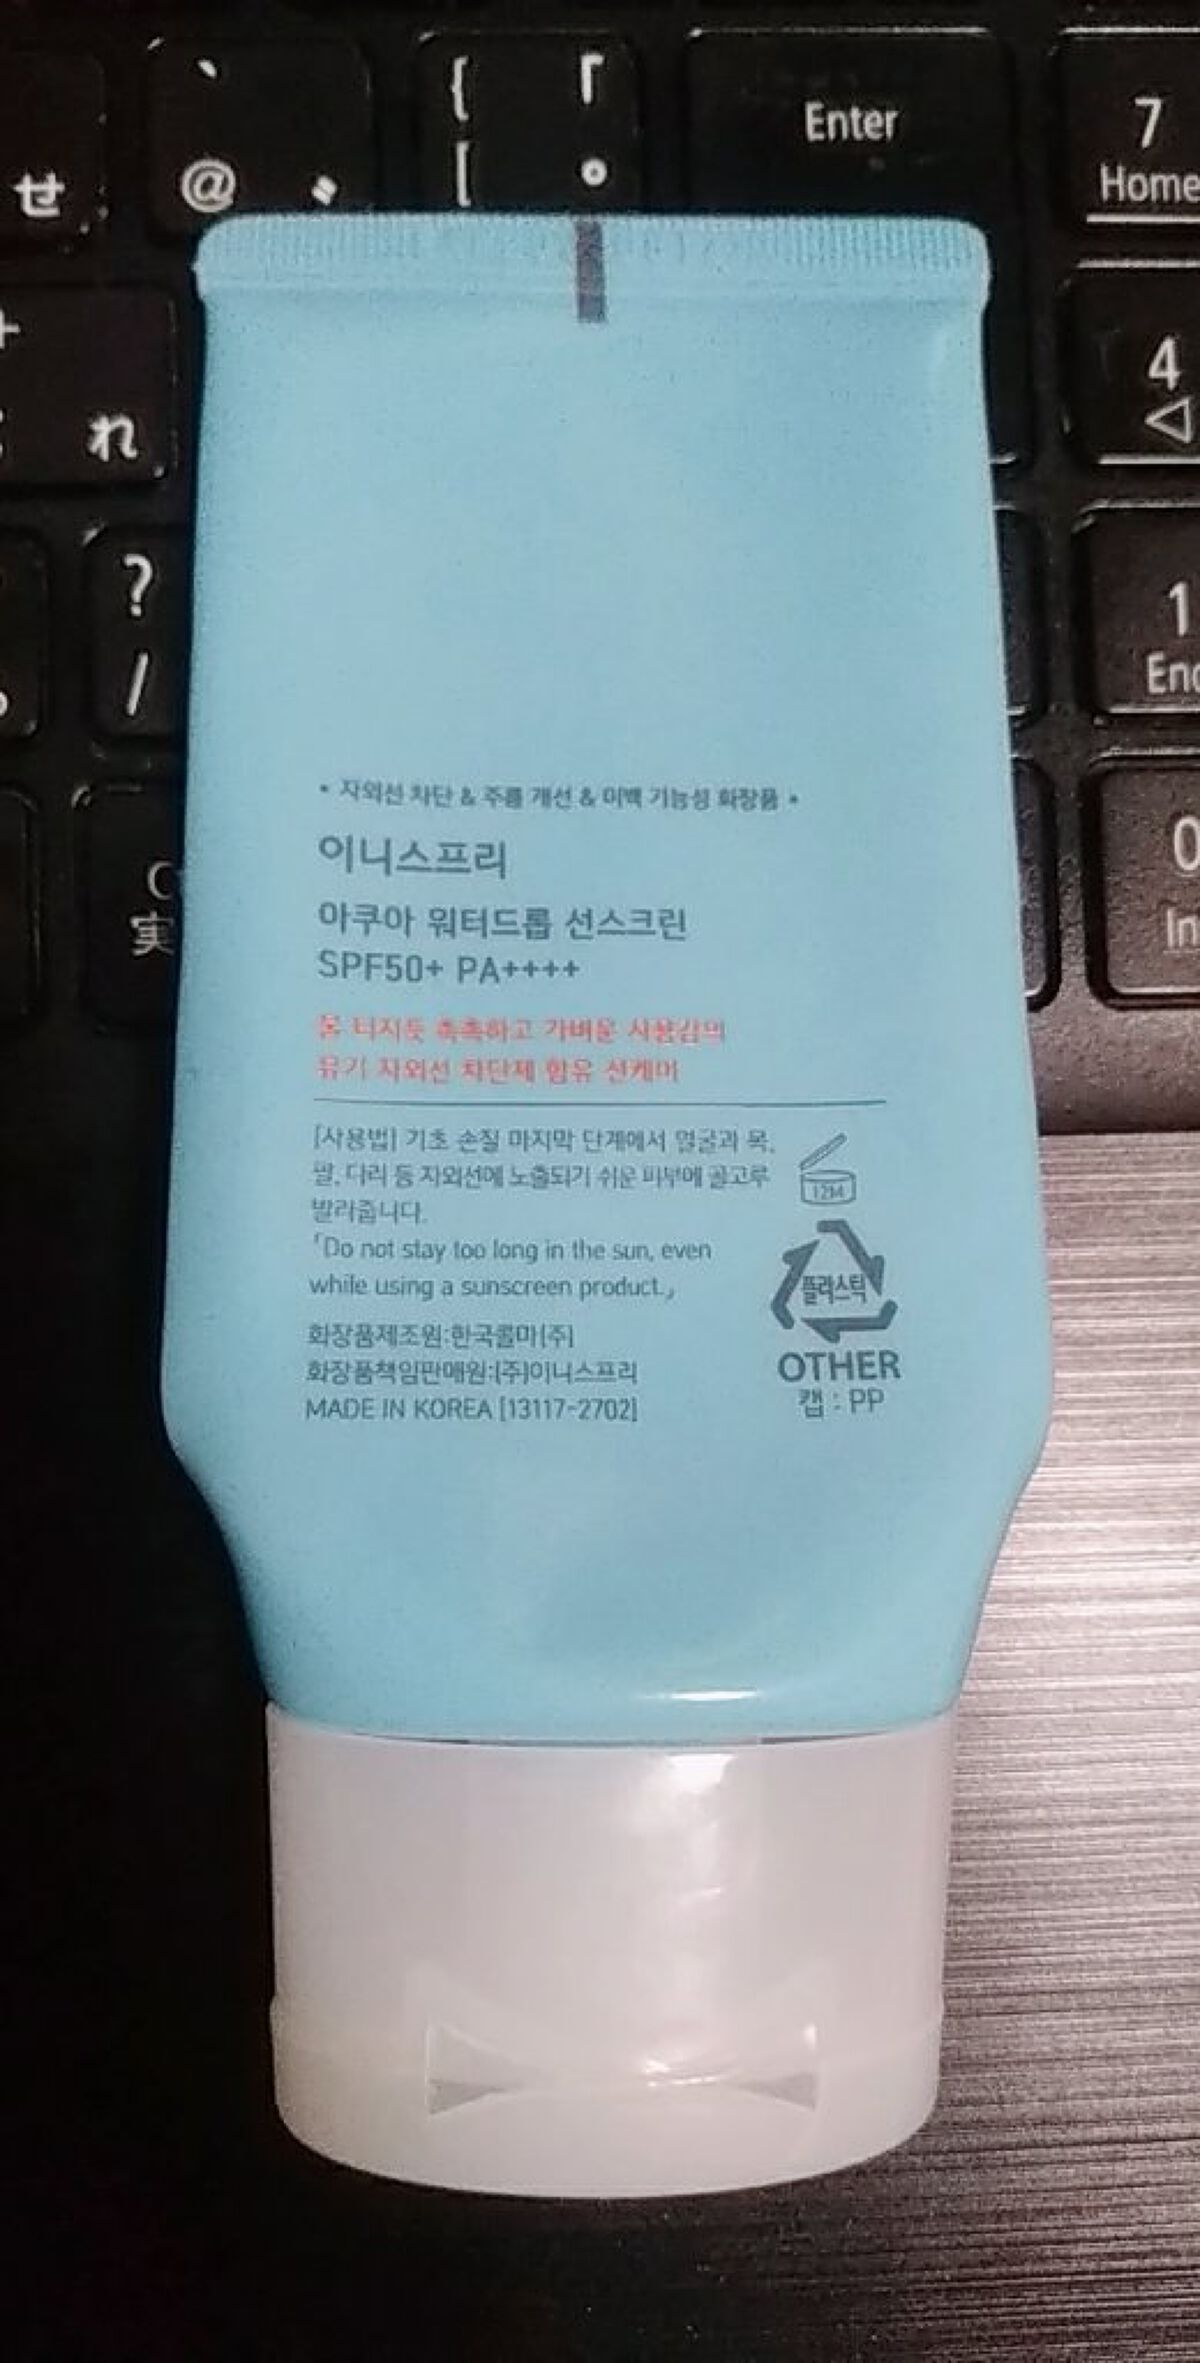 `
@
゛
{
「
[
゜
Enter
7
Home
せ
4
れ
?
/
1
0
実
• 자외선 차단 & 주름 개선 & 미백 기능성 화장품 •
이니스프리
아쿠아 워터드롭 선스크린
SPF50+ PA++++
물 터지듯 촉촉하고 가벼운 사용감의
유기 자외선 차단제 함유 선케어
[사용법] 기초 손질 마지막 단계에서 얼굴과 목,
팔, 다리 등 자외선에 노출되기 쉬운 피부에 골고루
발라줍니다.
「Do not stay too long in the sun, even
while using a sunscreen product.」
12M
플라스틱
OTHER
캡 : PP
화장품제조원:한국콜마(주)
화장품책임판매원:(주)이니스프리
MADE IN KOREA [13117-2702]